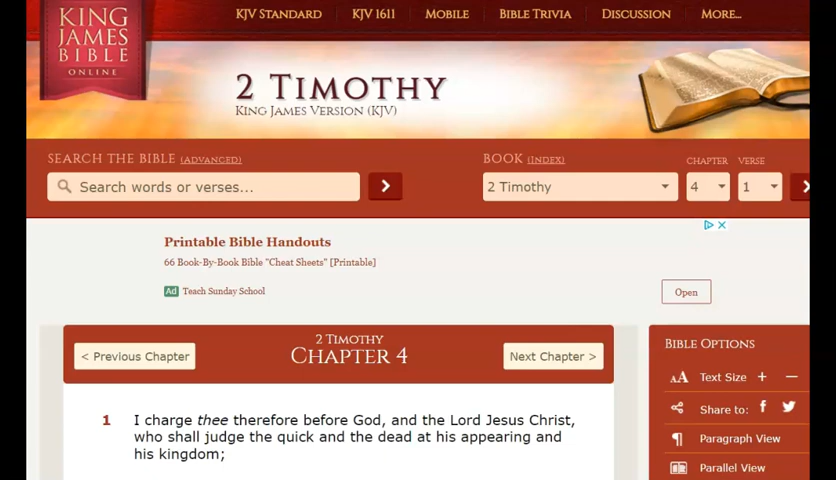 KING
JAMES
BIBLE
ONLINE
KJV STANDARD KJV 1611 MOBILE BIBLE TRIVIA DISCUSSION MORE...
2 TIMOTHY
KING JAMES VERSION (KJV)
SEARCH THE BIBLE (ADVANCED) BOOK (INDEX) CHAPTER VERSE
Search words or verses... 2 Timothy 4 1
Printable Bible Handouts
66 Book-By-Book Bible "Cheat Sheets" [Printable]
Ad Teach Sunday School Open
2 TIMOTHY
< Previous Chapter CHAPTER 4 Next Chapter >
1 I charge thee therefore before God, and the Lord Jesus Christ,
who shall judge the quick and the dead at his appearing and
his kingdom;
BIBLE OPTIONS
AA Text Size + −
Share to:
Paragraph View
Parallel View